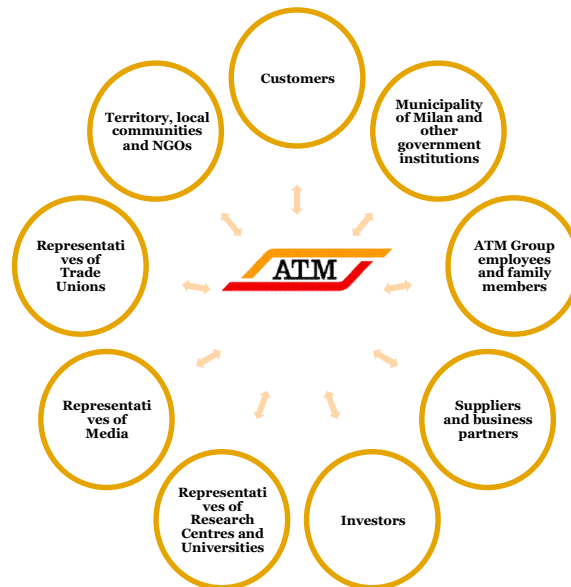 Customers
Municipality
of Milan and
other
government
institutions
ATM Group
employees
and family
members
Suppliers
and business
partners
Investors
Representati
ves of
Research
Centres and
Universities
Representati
ves of
Media
Representati
ves of
Trade
Unions
Territory, local
communities
and NGOs
ATM